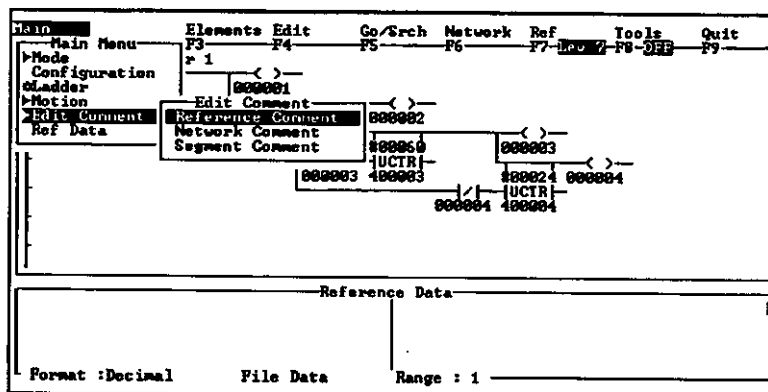 Main Elements Edit Go/Srch Network Ref Tools Quit
F3 F4 F5 F6 F7-Lev ? F8-OFF F9
Main Menu
Mode r 1
Configuration
Ladder 000001
Motion Edit Comment
Edit Comment Reference Comment 000002
Ref Data Network Comment #00060 000003
Segment Comment UCTR #00024 000004
000003 400003 UCTR
000004 400004
Reference Data
Format :Decimal File Data Range : 1